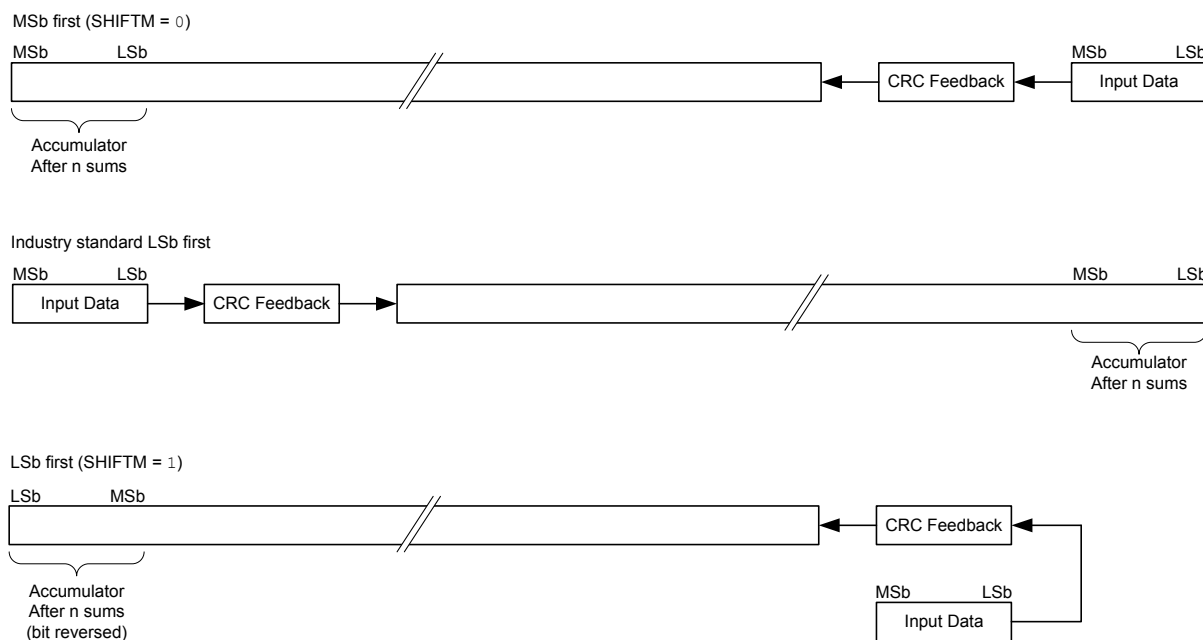 MSb first (SHIFTM = 0)
MSb LSb MSb LSb
CRC Feedback Input Data
Accumulator
After n sums
Industry standard LSb first
MSb LSb MSb LSb
Input Data CRC Feedback
Accumulator
After n sums
LSb first (SHIFTM = 1)
LSb MSb
CRC Feedback
Accumulator
After n sums
(bit reversed)
MSb LSb
Input Data